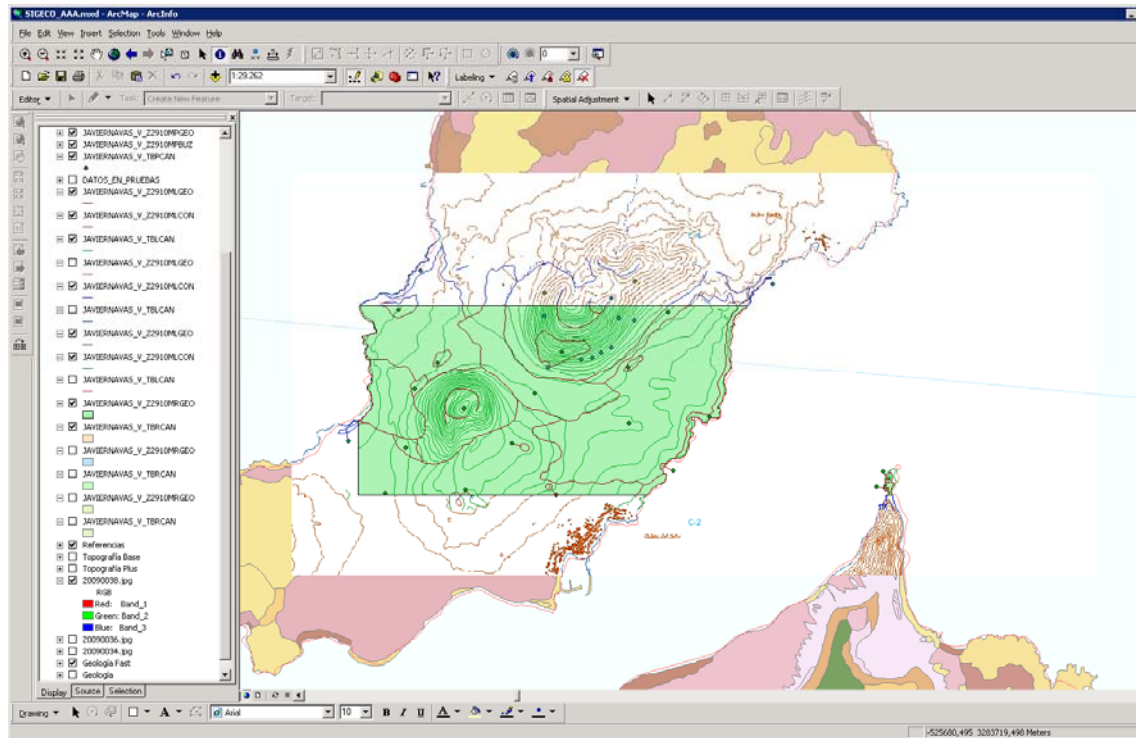 SIGECO_AAA.mxd - ArcMap - ArcInfo
File Edit View Insert Selection Tools Window Help
0
1:29.262
Labeling
Editor Task: Create New Feature Target: Spatial Adjustment
JAVIERNAVAS_V_Z2910MPGEO
JAVIERNAVAS_V_Z2910MPBUZ
JAVIERNAVAS_V_TBPCAN
DATOS_EN_PRUEBAS
JAVIERNAVAS_V_Z2910MLGEO
JAVIERNAVAS_V_Z2910MLCON
JAVIERNAVAS_V_TBLCAN
JAVIERNAVAS_V_Z2910MLGEO
JAVIERNAVAS_V_Z2910MLCON
JAVIERNAVAS_V_TBLCAN
JAVIERNAVAS_V_Z2910MLGEO
JAVIERNAVAS_V_Z2910MLCON
JAVIERNAVAS_V_TBLCAN
JAVIERNAVAS_V_Z2910MRGEO
JAVIERNAVAS_V_TBRCAN
JAVIERNAVAS_V_Z2910MRGEO
JAVIERNAVAS_V_TBRCAN
JAVIERNAVAS_V_Z2910MRGEO
JAVIERNAVAS_V_TBRCAN
Referencias
Topografía Base
Topografía Plus
20090038.jpg
RGB
Red: Band_1
Green: Band_2
Blue: Band_3
20090036.jpg
20090034.jpg
Geología Fast
Geología
Display Source Selection
C-2
Drawing A Arial 10 B I U A
-525680,495 3283719,498 Meters